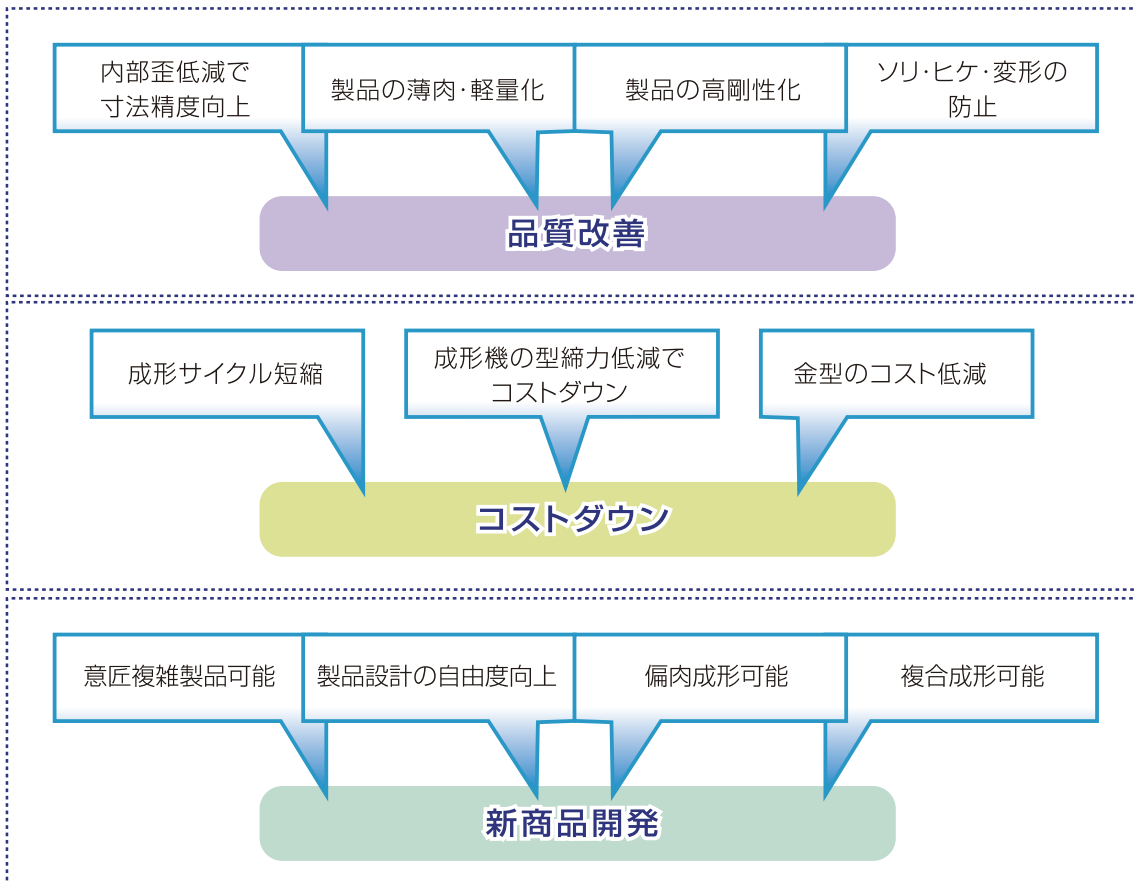 内部歪低減で
寸法精度向上
製品の薄肉・軽量化
製品の高剛性化
ソリ・ヒケ・変形の
防止
品質改善
成形サイクル短縮
成形機の型締力低減で
コストダウン
金型のコスト低減
コストダウン
意匠複雑製品可能
製品設計の自由度向上
偏肉成形可能
複合成形可能
新商品開発